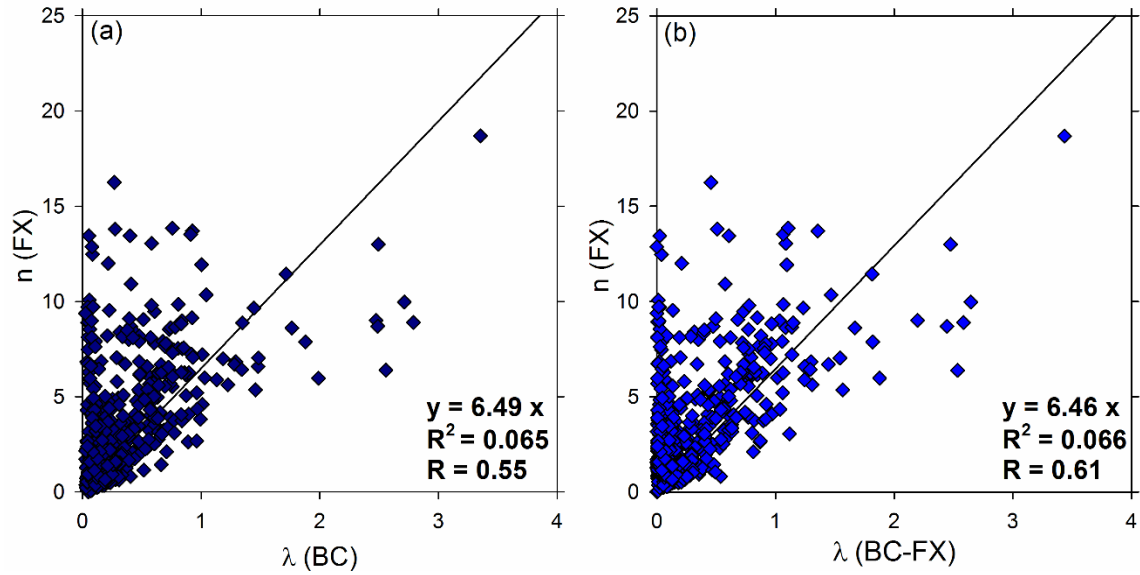 (a)
25
20
15
10
5
0
n (FX)
0 1 2 3 4
λ (BC)
y = 6.49 x
R² = 0.065
R = 0.55
(b)
25
20
15
10
5
0
n (FX)
0 1 2 3 4
λ (BC-FX)
y = 6.46 x
R² = 0.066
R = 0.61